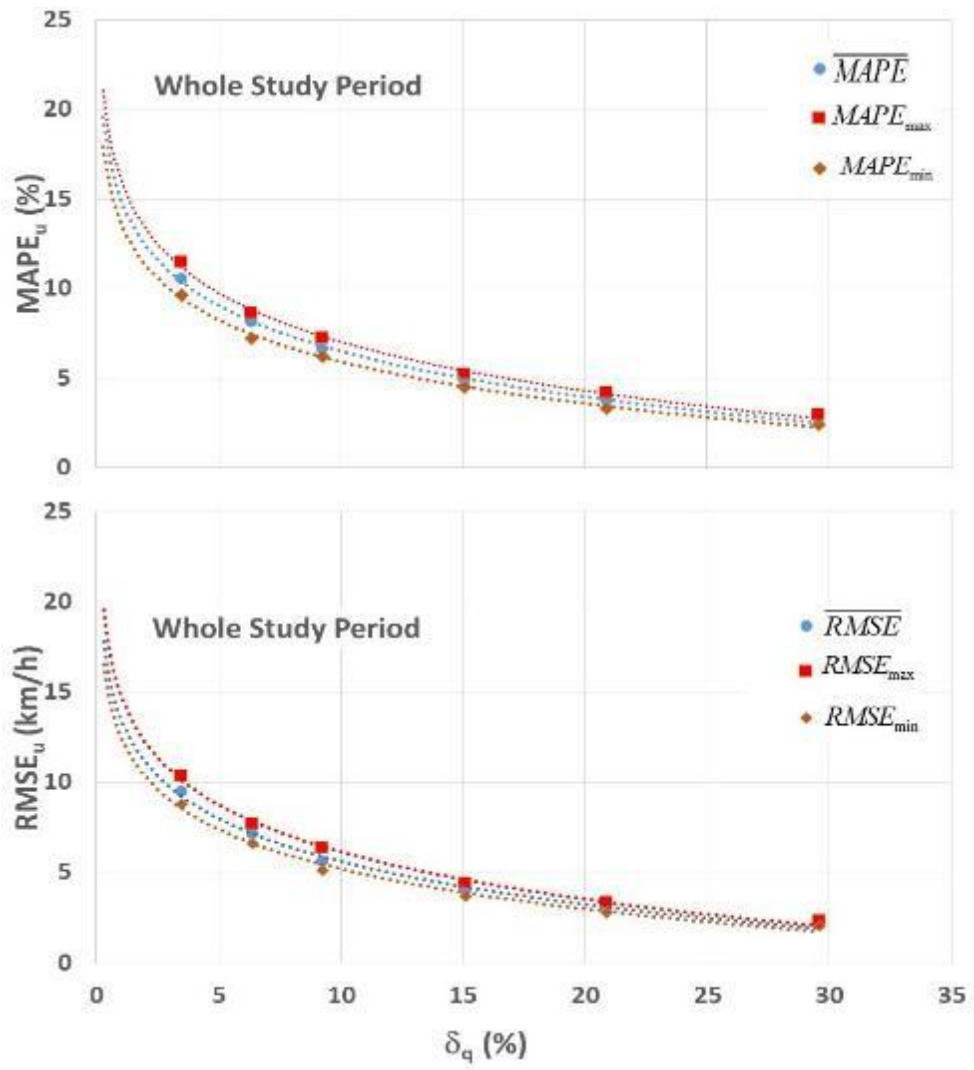 25
20
15
10
5
0
MAPEu (%)
Whole Study Period
MAPE
MAPEmax
MAPEmin
25
20
15
10
5
0
RMSEu (km/h)
Whole Study Period
RMSE
RMSEmax
RMSEmin
0 5 10 15 20 25 30 35
δq (%)